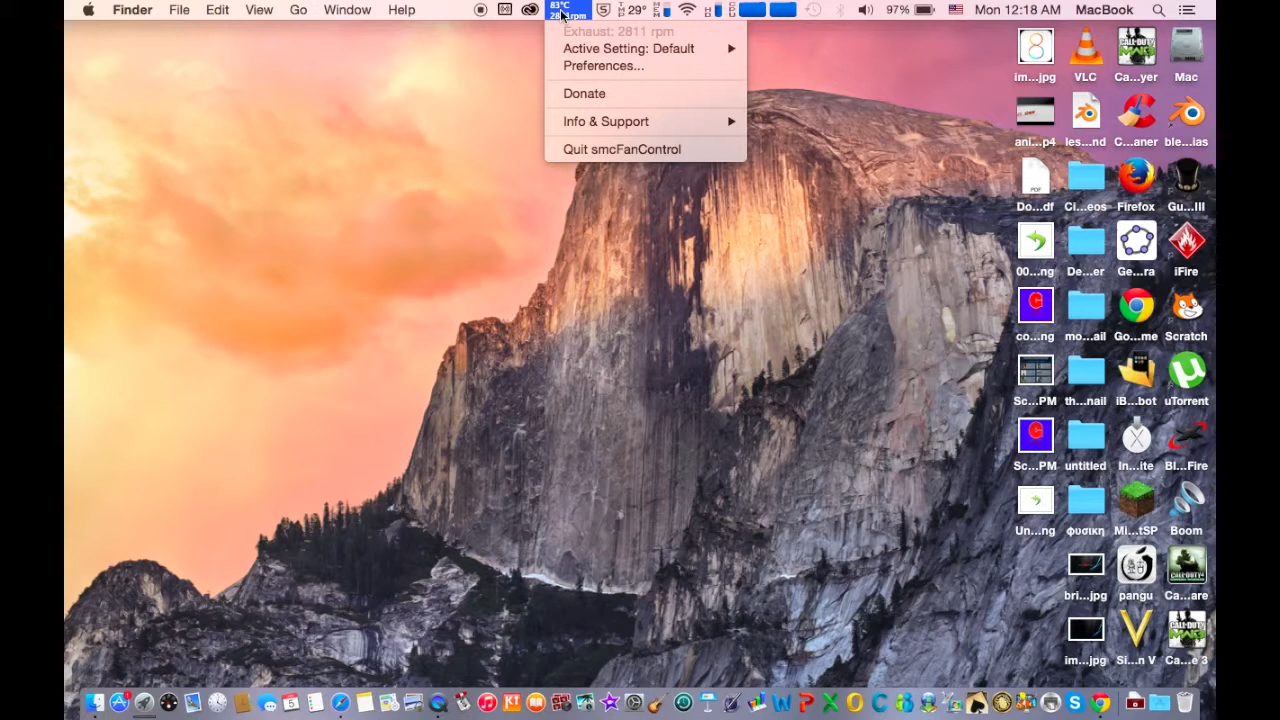 Finder File Edit View Go Window Help
83°C
29°
97%
Mon 12:18 AM MacBook
Exhaust: 2811 rpm
Active Setting: Default
Preferences...
Donate
Info & Support
Quit smcFanControl
im...jpg VLC Ca...yer Mac
ani...p4 les...nd C...aner ble...ias
Do...df Ci...eos Firefox Gu...III
00...ng De...er Ge...ra iFire
co...ng mo...ail Go...me Scratch
Sc...PM th...nail iB...bot uTorrent
Sc...PM untitled In...ite Bl...Fire
Un...ng φυσικη Mi...tSP Boom
bri...jpg pangu Ca...are
im...jpg Si...n V Ca...e 3